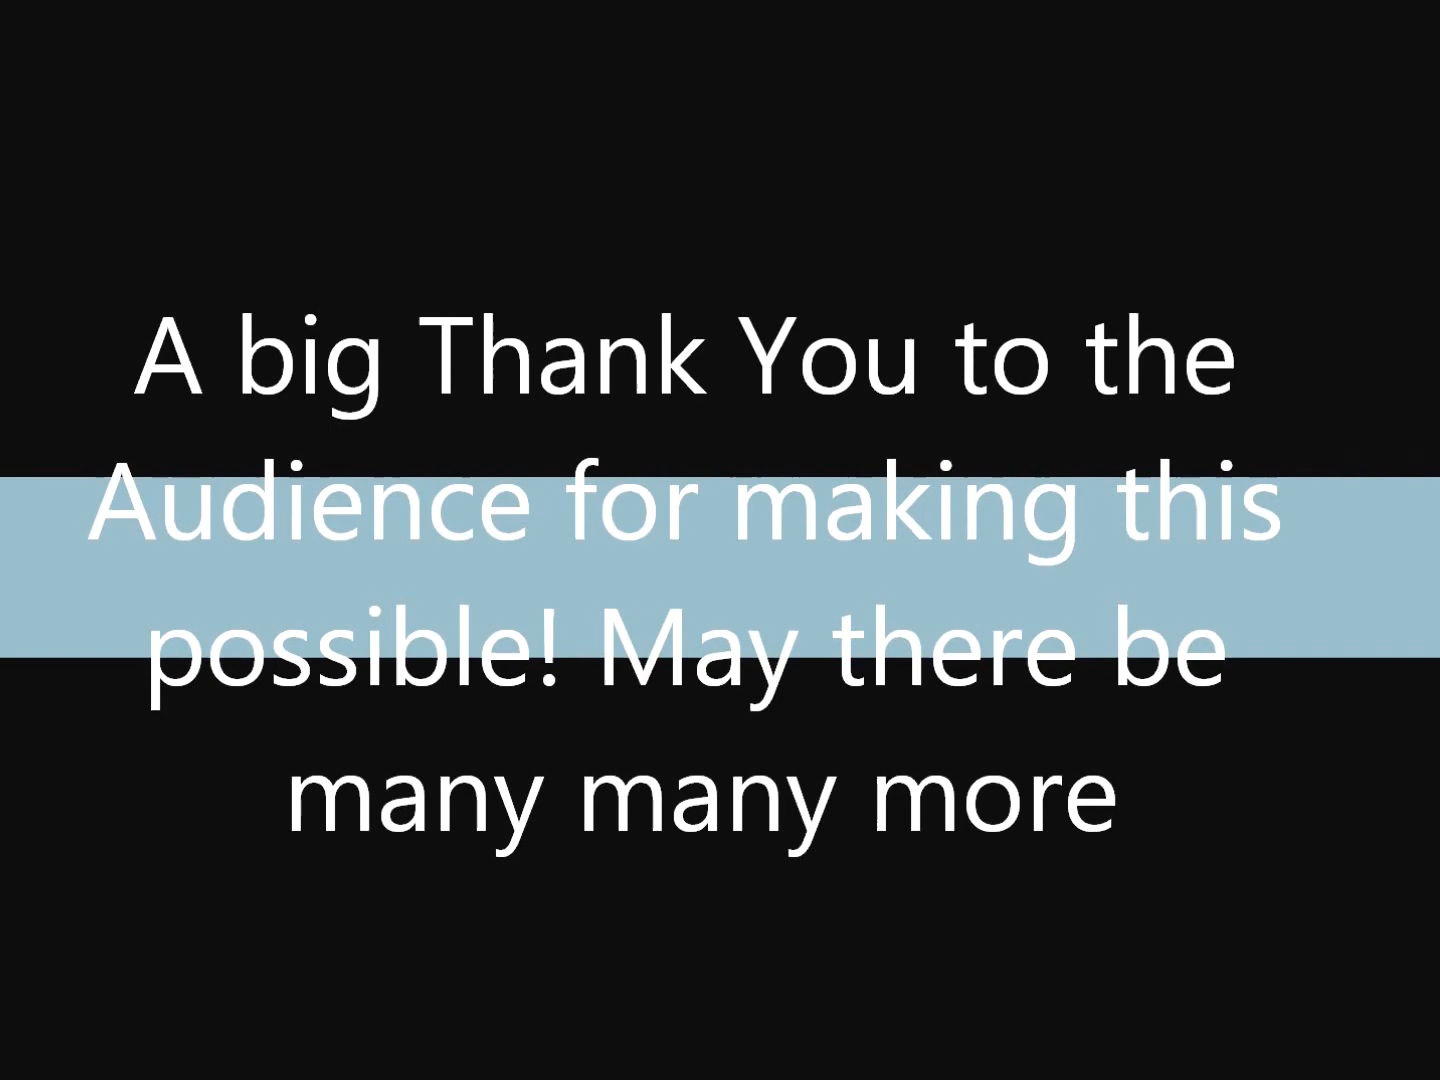 A big Thank You to the
Audience for making this
possible! May there be
many many more